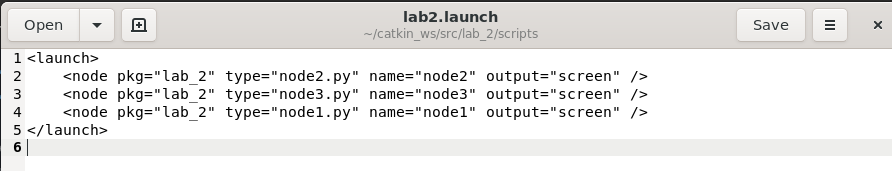 Open
lab2.launch
~/catkin_ws/src/lab_2/scripts
Save
1 <launch>
2     <node pkg="lab_2" type="node2.py" name="node2" output="screen" />
3     <node pkg="lab_2" type="node3.py" name="node3" output="screen" />
4     <node pkg="lab_2" type="node1.py" name="node1" output="screen" />
5 </launch>
6